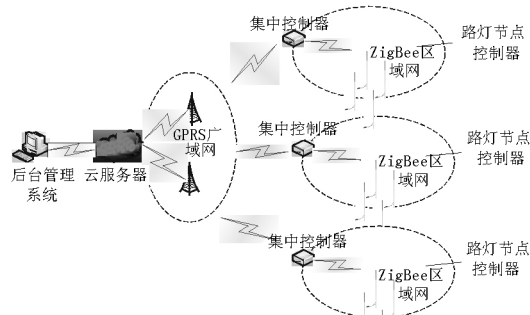 集中控制器
ZigBee区
域网
路灯节点
控制器
GPRS广
域网
后台管理
系统
云服务器
集中控制器
ZigBee区
域网
路灯节点
控制器
集中控制器
ZigBee区
域网
路灯节点
控制器